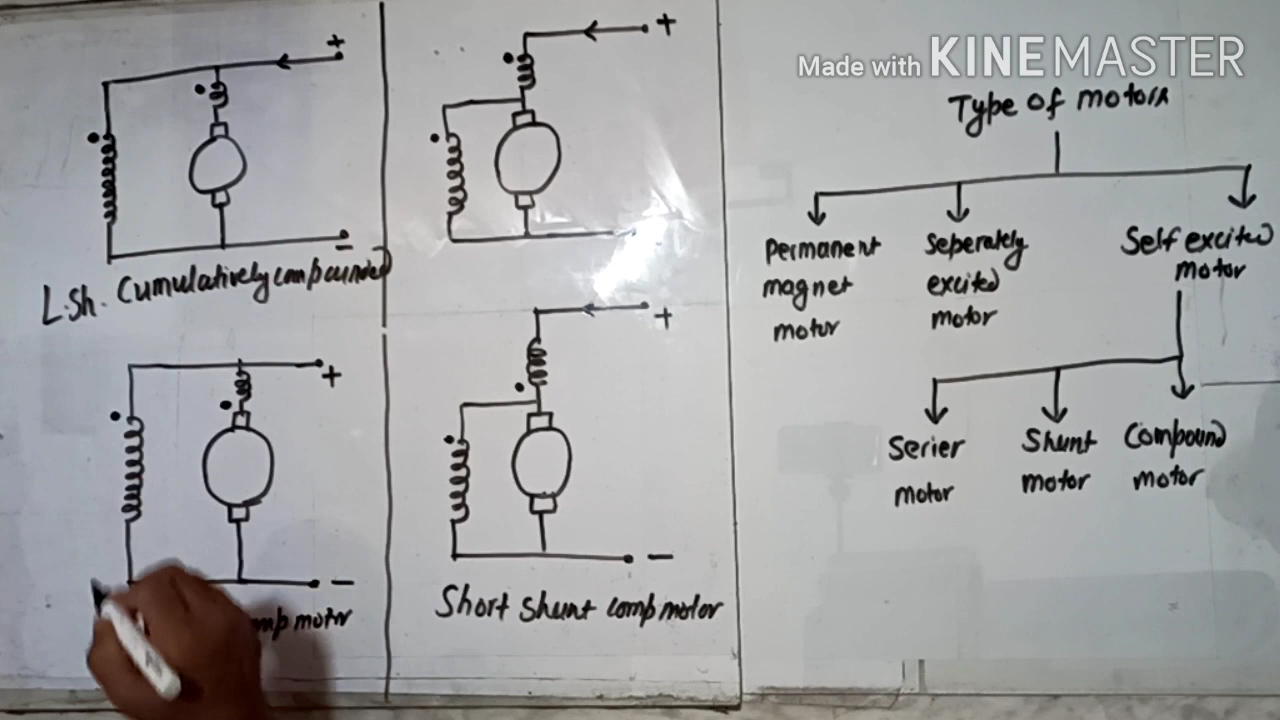 Made with KINEMASTER
Type of motors
Permanent
magnet
motor
Seperately
excited
motor
Self excited
motor
Serier
motor
Shunt
motor
Compound
motor
+
-
L.Sh. Cumulatively compounded
+
+
-
motor
+
-
Short Shunt comp motor